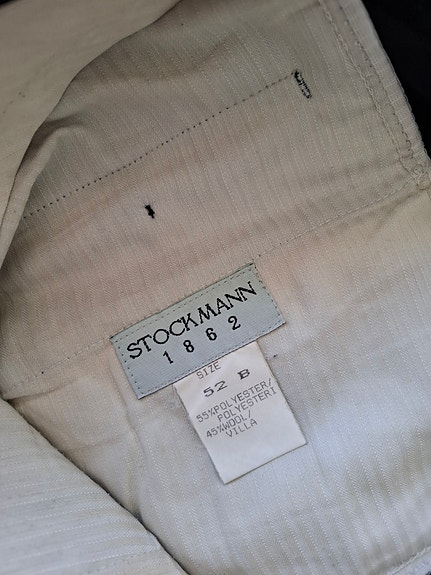 STOCKMANN
1862
SIZE
52 B
55%POLYESTER/
POLYESTERI
45%WOOL/
VILLA